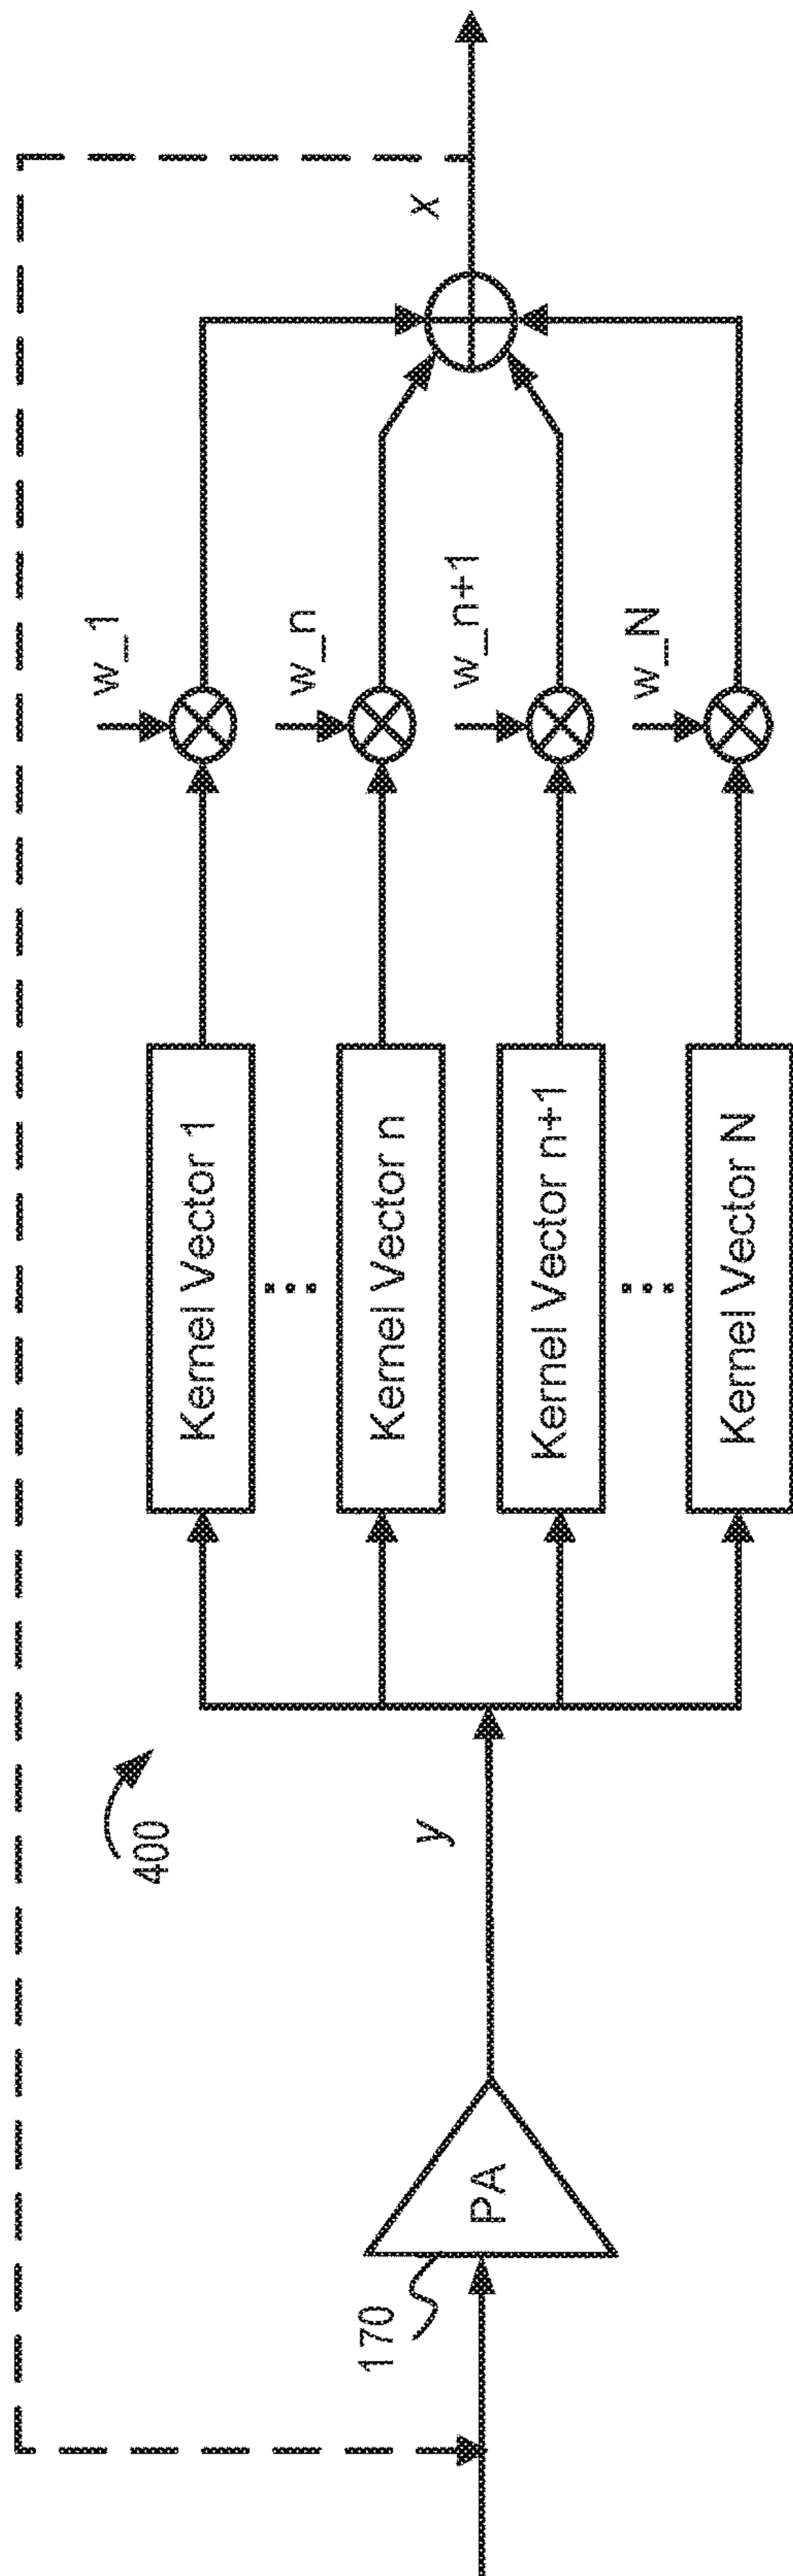 170
PA
400
y
Kernel Vector 1
Kernel Vector n
Kernel Vector n+1
Kernel Vector N
w_1
w_n
w_n+1
w_N
x